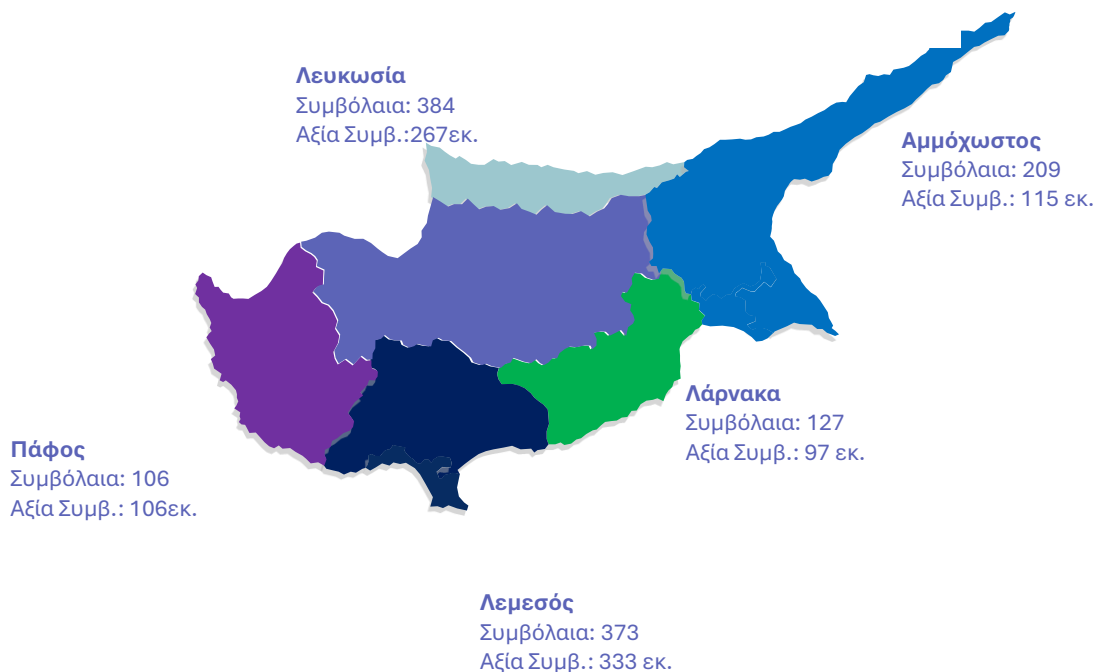 Λευκωσία
Συμβόλαια: 384
Αξία Συμβ.:267εκ.
Αμμόχωστος
Συμβόλαια: 209
Αξία Συμβ.: 115 εκ.
Λάρνακα
Συμβόλαια: 127
Αξία Συμβ.: 97 εκ.
Πάφος
Συμβόλαια: 106
Αξία Συμβ.: 106εκ.
Λεμεσός
Συμβόλαια: 373
Αξία Συμβ.: 333 εκ.